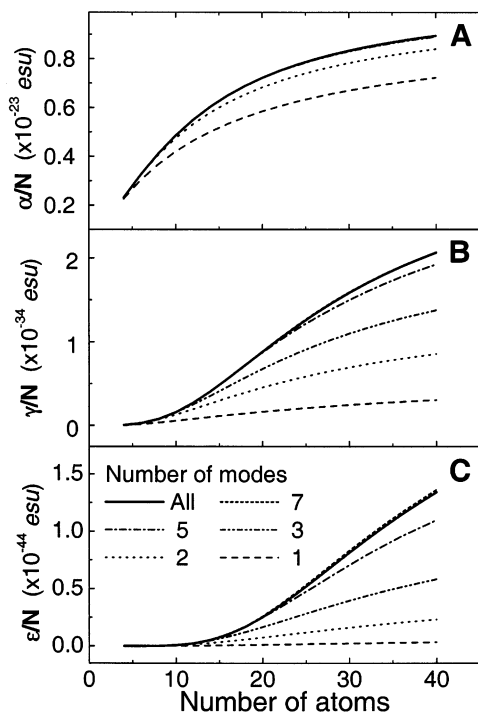 A
0.8
0.6
0.4
0.2
α/N (x10⁻²³ esu)
B
2
1
0
γ/N (x10⁻³⁴ esu)
C
1.5
1.0
0.5
0.0
ε/N (x10⁻⁴⁴ esu)
Number of modes
All 7
5 3
2 1
0 10 20 30 40
Number of atoms